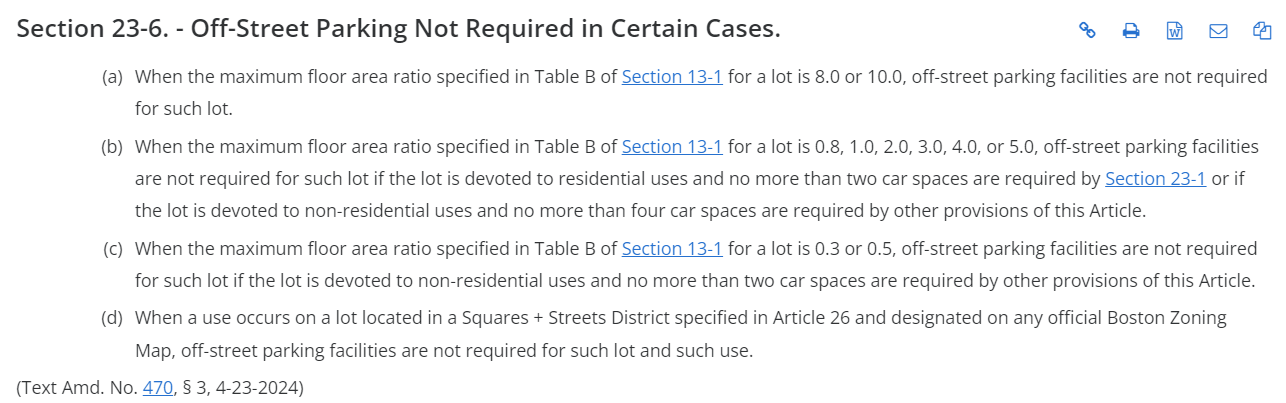 Section 23-6. - Off-Street Parking Not Required in Certain Cases.
(a) When the maximum floor area ratio specified in Table B of Section 13-1 for a lot is 8.0 or 10.0, off-street parking facilities are not required
for such lot.
(b) When the maximum floor area ratio specified in Table B of Section 13-1 for a lot is 0.8, 1.0, 2.0, 3.0, 4.0, or 5.0, off-street parking facilities
are not required for such lot if the lot is devoted to residential uses and no more than two car spaces are required by Section 23-1 or if
the lot is devoted to non-residential uses and no more than four car spaces are required by other provisions of this Article.
(c) When the maximum floor area ratio specified in Table B of Section 13-1 for a lot is 0.3 or 0.5, off-street parking facilities are not required
for such lot if the lot is devoted to non-residential uses and no more than two car spaces are required by other provisions of this Article.
(d) When a use occurs on a lot located in a Squares + Streets District specified in Article 26 and designated on any official Boston Zoning
Map, off-street parking facilities are not required for such lot and such use.
(Text Amd. No. 470, § 3, 4-23-2024)